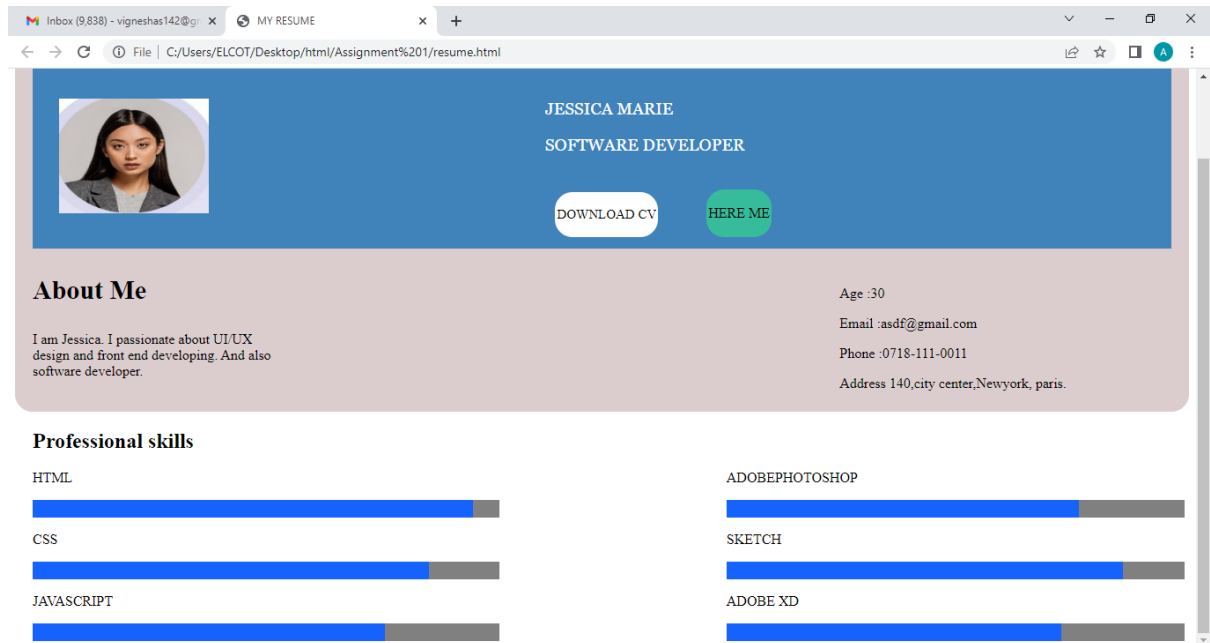 Inbox (9,838) - vigneshas142@g
MY RESUME
File | C:/Users/ELCOT/Desktop/html/Assignment%201/resume.html
A
JESSICA MARIE
SOFTWARE DEVELOPER
DOWNLOAD CV
HERE ME
About Me
I am Jessica. I passionate about UI/UX
design and front end developing. And also
software developer.
Age :30
Email :asdf@gmail.com
Phone :0718-111-0011
Address 140,city center,Newyork, paris.
Professional skills
HTML
CSS
JAVASCRIPT
ADOBEPHOTOSHOP
SKETCH
ADOBE XD